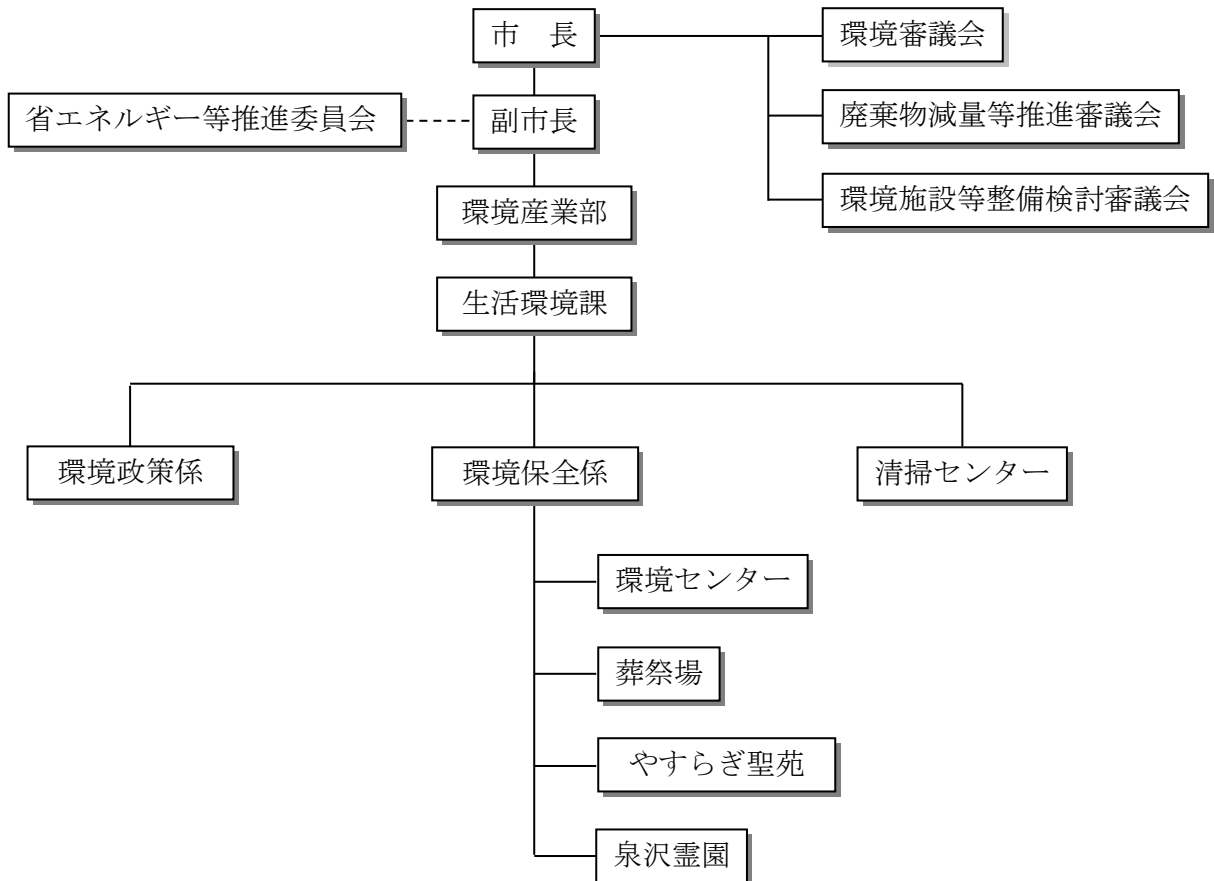 市　長
環境審議会
省エネルギー等推進委員会
副市長
廃棄物減量等推進審議会
環境施設等整備検討審議会
環境産業部
生活環境課
環境政策係
環境保全係
清掃センター
環境センター
葬祭場
やすらぎ聖苑
泉沢霊園